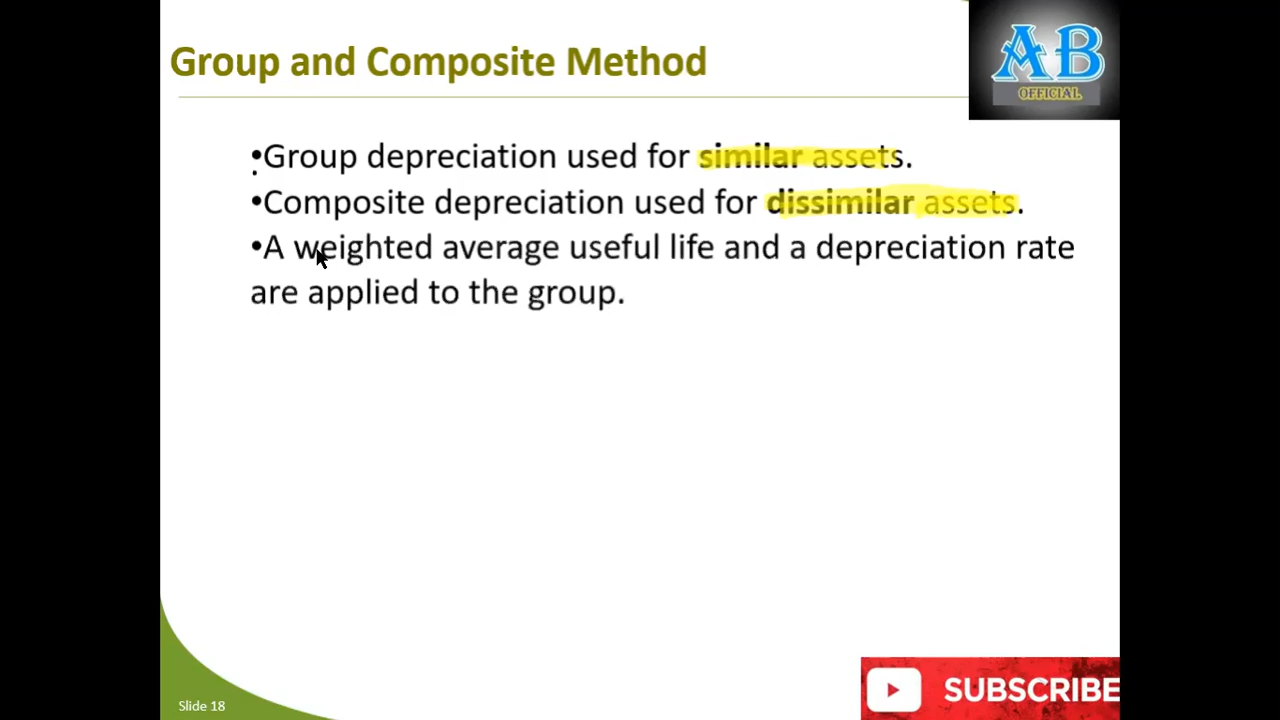 Group and Composite Method
AB
OFFICIAL
•Group depreciation used for similar assets.
•Composite depreciation used for dissimilar assets.
•A weighted average useful life and a depreciation rate
are applied to the group.
Slide 18
SUBSCRIBE